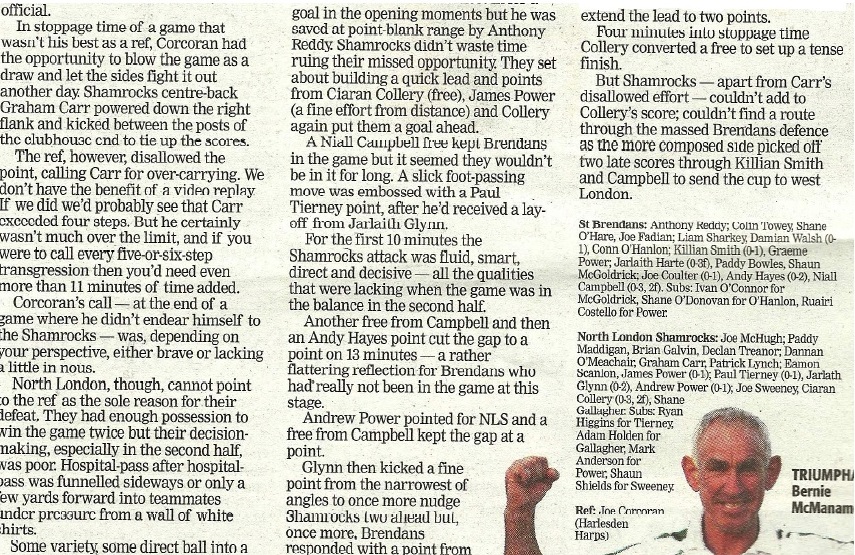 official.
In stoppage time of a game that
wasn't his best as a ref, Corcoran had
the opportunity to blow the game as a
draw and let the sides fight it out
another day. Shamrocks centre-back
Graham Carr powered down the right
flank and kicked between the posts of
the clubhouse end to tie up the scores.
The ref, however, disallowed the
point, calling Carr for over-carrying. We
don't have the benefit of a video replay.
If we did we'd probably see that Carr
exceeded four steps. But he certainly
wasn't much over the limit, and if you
were to call every five-or-six-step
transgression then you'd need even
more than 11 minutes of time added.
Corcoran's call — at the end of a
game where he didn't endear himself to
the Shamrocks — was, depending on
your perspective, either brave or lacking
a little in nous.
North London, though, cannot point
to the ref as the sole reason for their
defeat. They had enough possession to
win the game twice but their decision-
making, especially in the second half,
was poor. Hospital-pass after hospital-
pass was funnelled sideways or only a
few yards forward into teammates
under pressure from a wall of white
shirts.
Some variety, some direct ball into a
goal in the opening moments but he was
saved at point-blank range by Anthony
Reddy. Shamrocks didn't waste time
ruing their missed opportunity. They set
about building a quick lead and points
from Ciaran Collery (free), James Power
(a fine effort from distance) and Collery
again put them a goal ahead.
A Niall Campbell free kept Brendans
in the game but it seemed they wouldn't
be in it for long. A slick foot-passing
move was embossed with a Paul
Tierney point, after he'd received a lay-
off from Jarlaith Glynn.
For the first 10 minutes the
Shamrocks attack was fluid, smart,
direct and decisive — all the qualities
that were lacking when the game was in
the balance in the second half.
Another free from Campbell and then
an Andy Hayes point cut the gap to a
point on 13 minutes — a rather
flattering reflection for Brendans who
had really not been in the game at this
stage.
Andrew Power pointed for NLS and a
free from Campbell kept the gap at a
point.
Glynn then kicked a fine
point from the narrowest of
angles to once more nudge
Shamrocks two ahead but,
once more, Brendans
responded with a point from
extend the lead to two points.
Four minutes into stoppage time
Collery converted a free to set up a tense
finish.
But Shamrocks — apart from Carr's
disallowed effort — couldn't add to
Collery's score; couldn't find a route
through the massed Brendans defence
as the more composed side picked off
two late scores through Killian Smith
and Campbell to send the cup to west
London.
St Brendans: Anthony Reddy; Colin Towey, Shane
O'Hare, Joe Fadian; Liam Sharkey, Damian Walsh (0-
1), Conn O'Hanlon; Killian Smith (0-1), Graeme
Power; Jarlaith Harte (0-3f), Paddy Bowles, Shaun
McGoldrick; Joe Coulter (0-1), Andy Hayes (0-2), Niall
Campbell (0-3, 2f). Subs: Ivan O'Connor for
McGoldrick, Shane O'Donovan for O'Hanlon, Ruairi
Costello for Power.
North London Shamrocks: Joe McHugh; Paddy
Maddigan, Brian Galvin, Declan Treanor; Dannan
O'Meachair, Graham Carr, Patrick Lynch; Eamon
Scanlon, James Power (0-1); Paul Tierney (0-1), Jarlath
Glynn (0-2), Andrew Power (0-1); Joe Sweeney, Ciaran
Collery (0-3, 2f), Shane
Gallagher. Subs: Ryan
Higgins for Tierney,
Adam Holden for
Gallagher, Mark
Anderson for
Power, Shaun
Shields for Sweeney.
Ref: Joe Corcoran
(Harlesden
Harps)
TRIUMPHA
Bernie
McManam